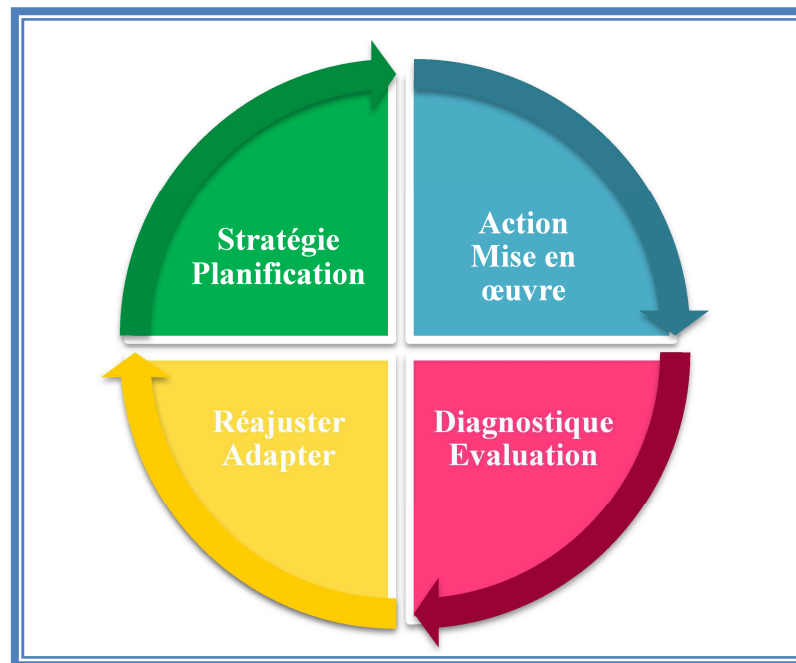 Stratégie
Planification
Action
Mise en
œuvre
Réajuster
Adapter
Diagnostique
Evaluation